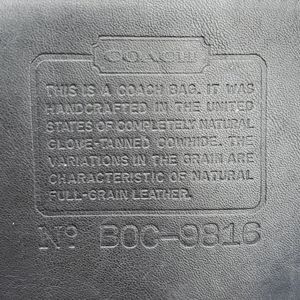 COACH
THIS IS A COACH BAG. IT WAS
HANDCRAFTED IN THE UNITED
STATES OF COMPLETELY NATURAL
GLOVE-TANNED COWHIDE. THE
VARIATIONS IN THE GRAIN ARE
CHARACTERISTIC OF NATURAL
FULL-GRAIN LEATHER.
Nº BOC-9816